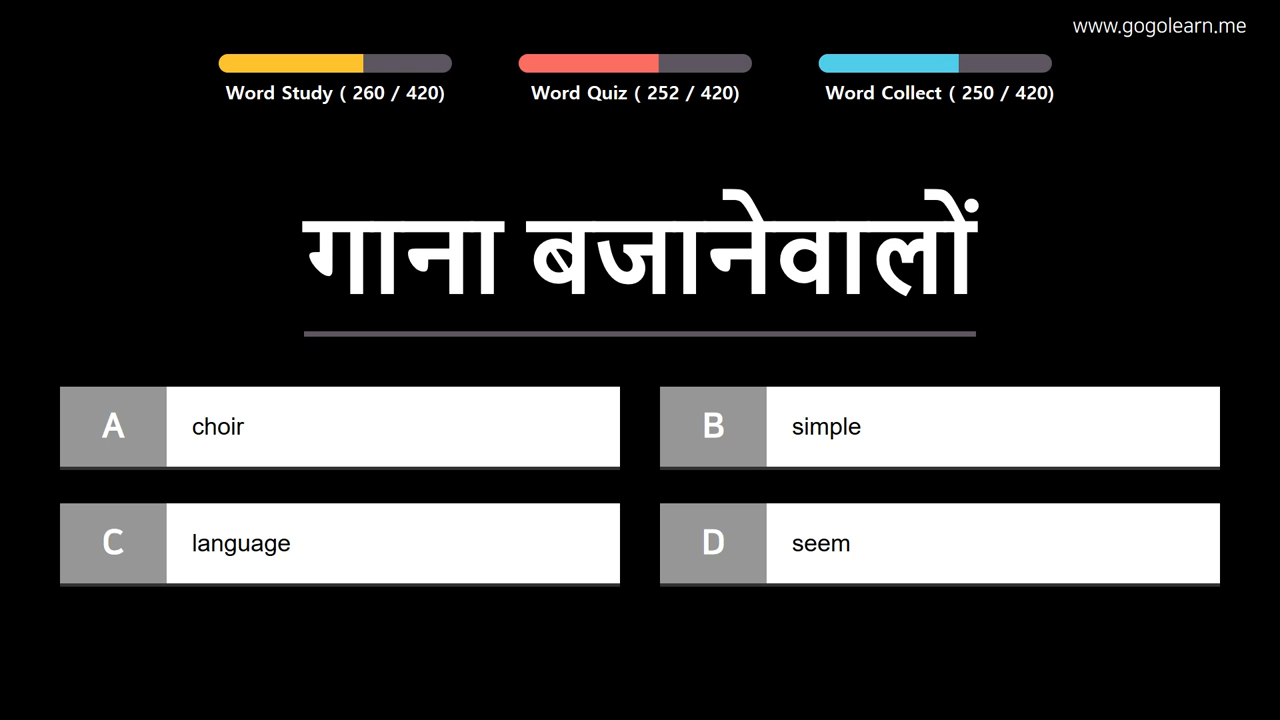 www.gogolearn.me
Word Study ( 260 / 420)
Word Quiz ( 252 / 420)
Word Collect ( 250 / 420)
गाना बजानेवालों
A choir
B simple
C language
D seem